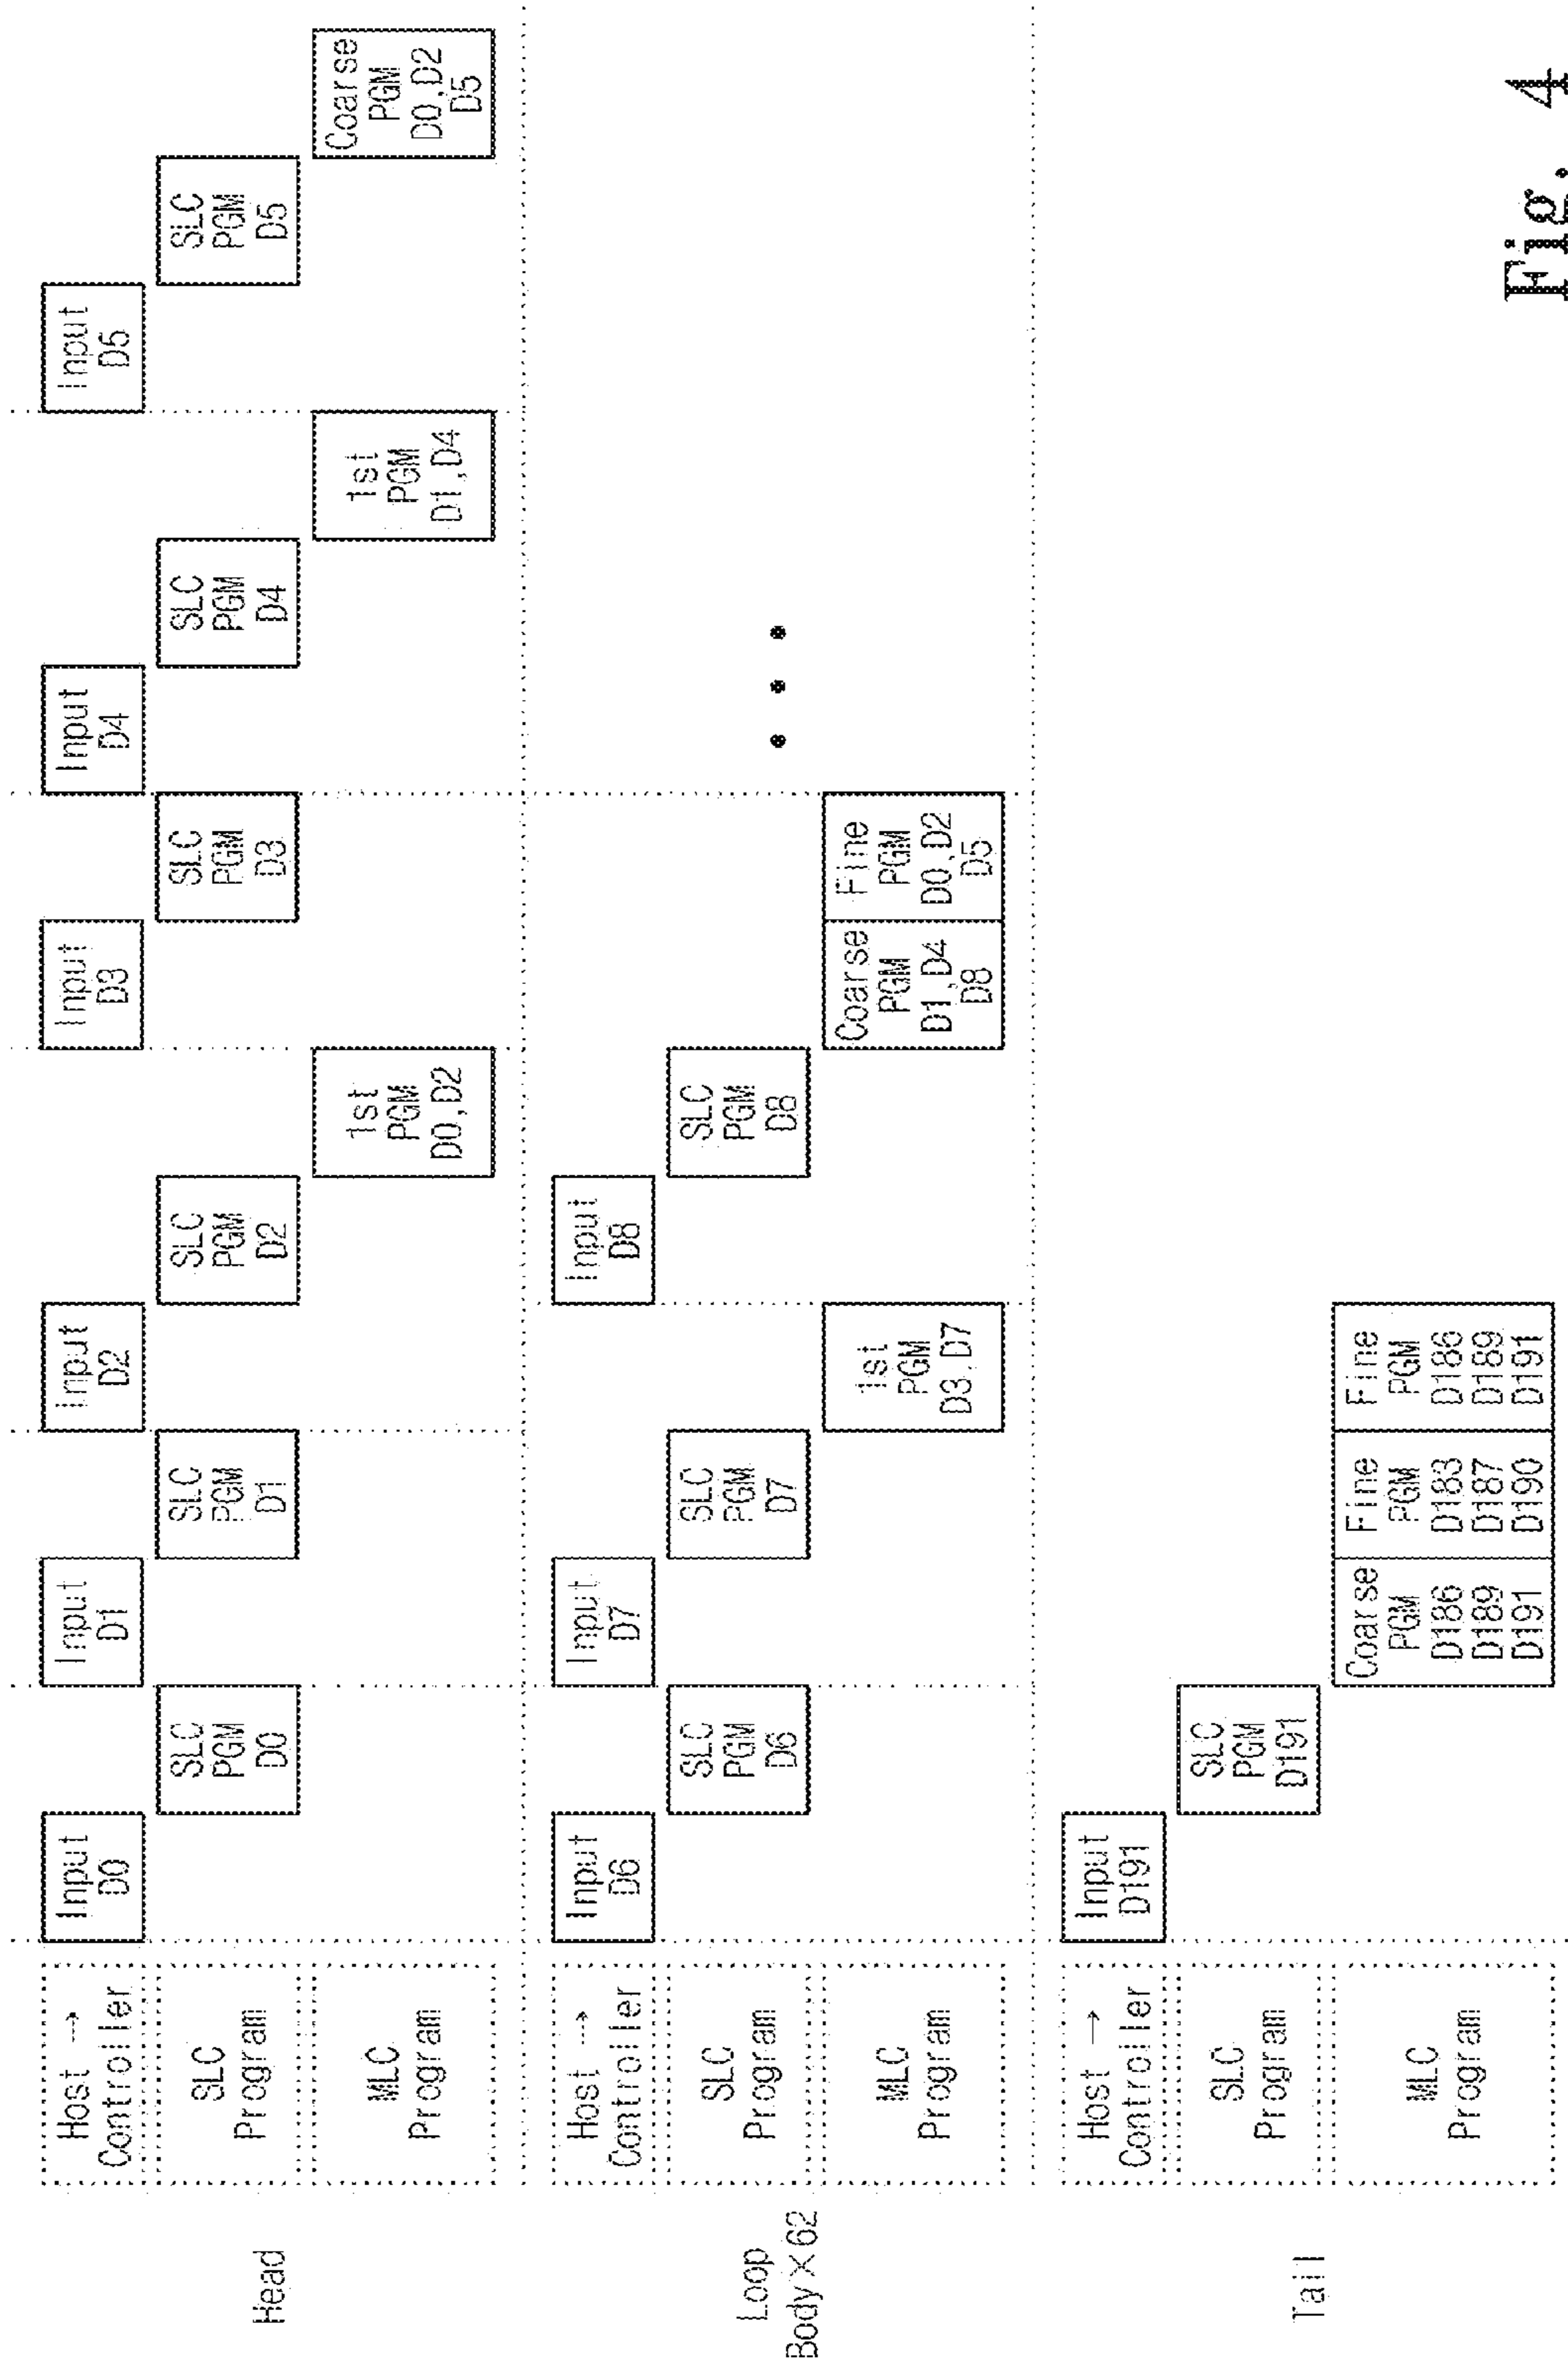 Head
Host →
Controller
Input
D0
Input
D1
Input
D2
Input
D3
Input
D4
Input
D5
SLC
Program
SLC
PGM
D0
SLC
PGM
D1
SLC
PGM
D2
SLC
PGM
D3
SLC
PGM
D4
SLC
PGM
D5
MLC
Program
1st
PGM
D0,D2
1st
PGM
D1,D4
Coarse
PGM
D0,D2
D5
Loop
Body×62
Host →
Controller
Input
D6
Input
D7
Input
D8
SLC
Program
SLC
PGM
D6
SLC
PGM
D7
SLC
PGM
D8
MLC
Program
1st
PGM
D3,D7
Coarse
PGM
D1,D4
D8
Fine
PGM
D0,D2
D5
Tail
Host →
Controller
Input
D191
SLC
Program
SLC
PGM
D191
MLC
Program
Coarse
PGM
D186
D189
D191
Fine
PGM
D183
D187
D190
Fine
PGM
D186
D189
D191
Fig. 4